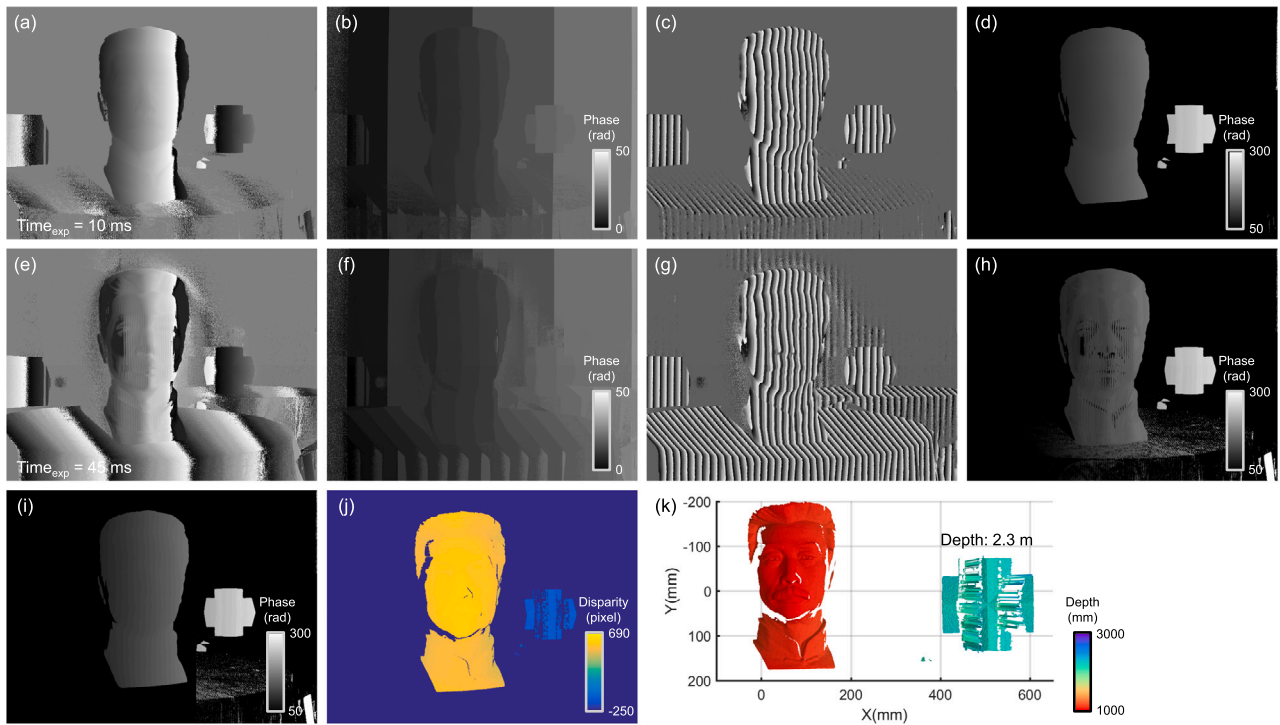 (a)
Time_exp = 10 ms
(b)
Phase
(rad)
50
0
(c)
(d)
Phase
(rad)
300
50
(e)
Time_exp = 45 ms
(f)
Phase
(rad)
50
0
(g)
(h)
Phase
(rad)
300
50
(i)
Phase
(rad)
300
50
(j)
Disparity
(pixel)
690
-250
(k)
Depth: 2.3 m
-200
-100
0
100
200
Y(mm)
0
200
400
600
X(mm)
Depth
(mm)
3000
1000